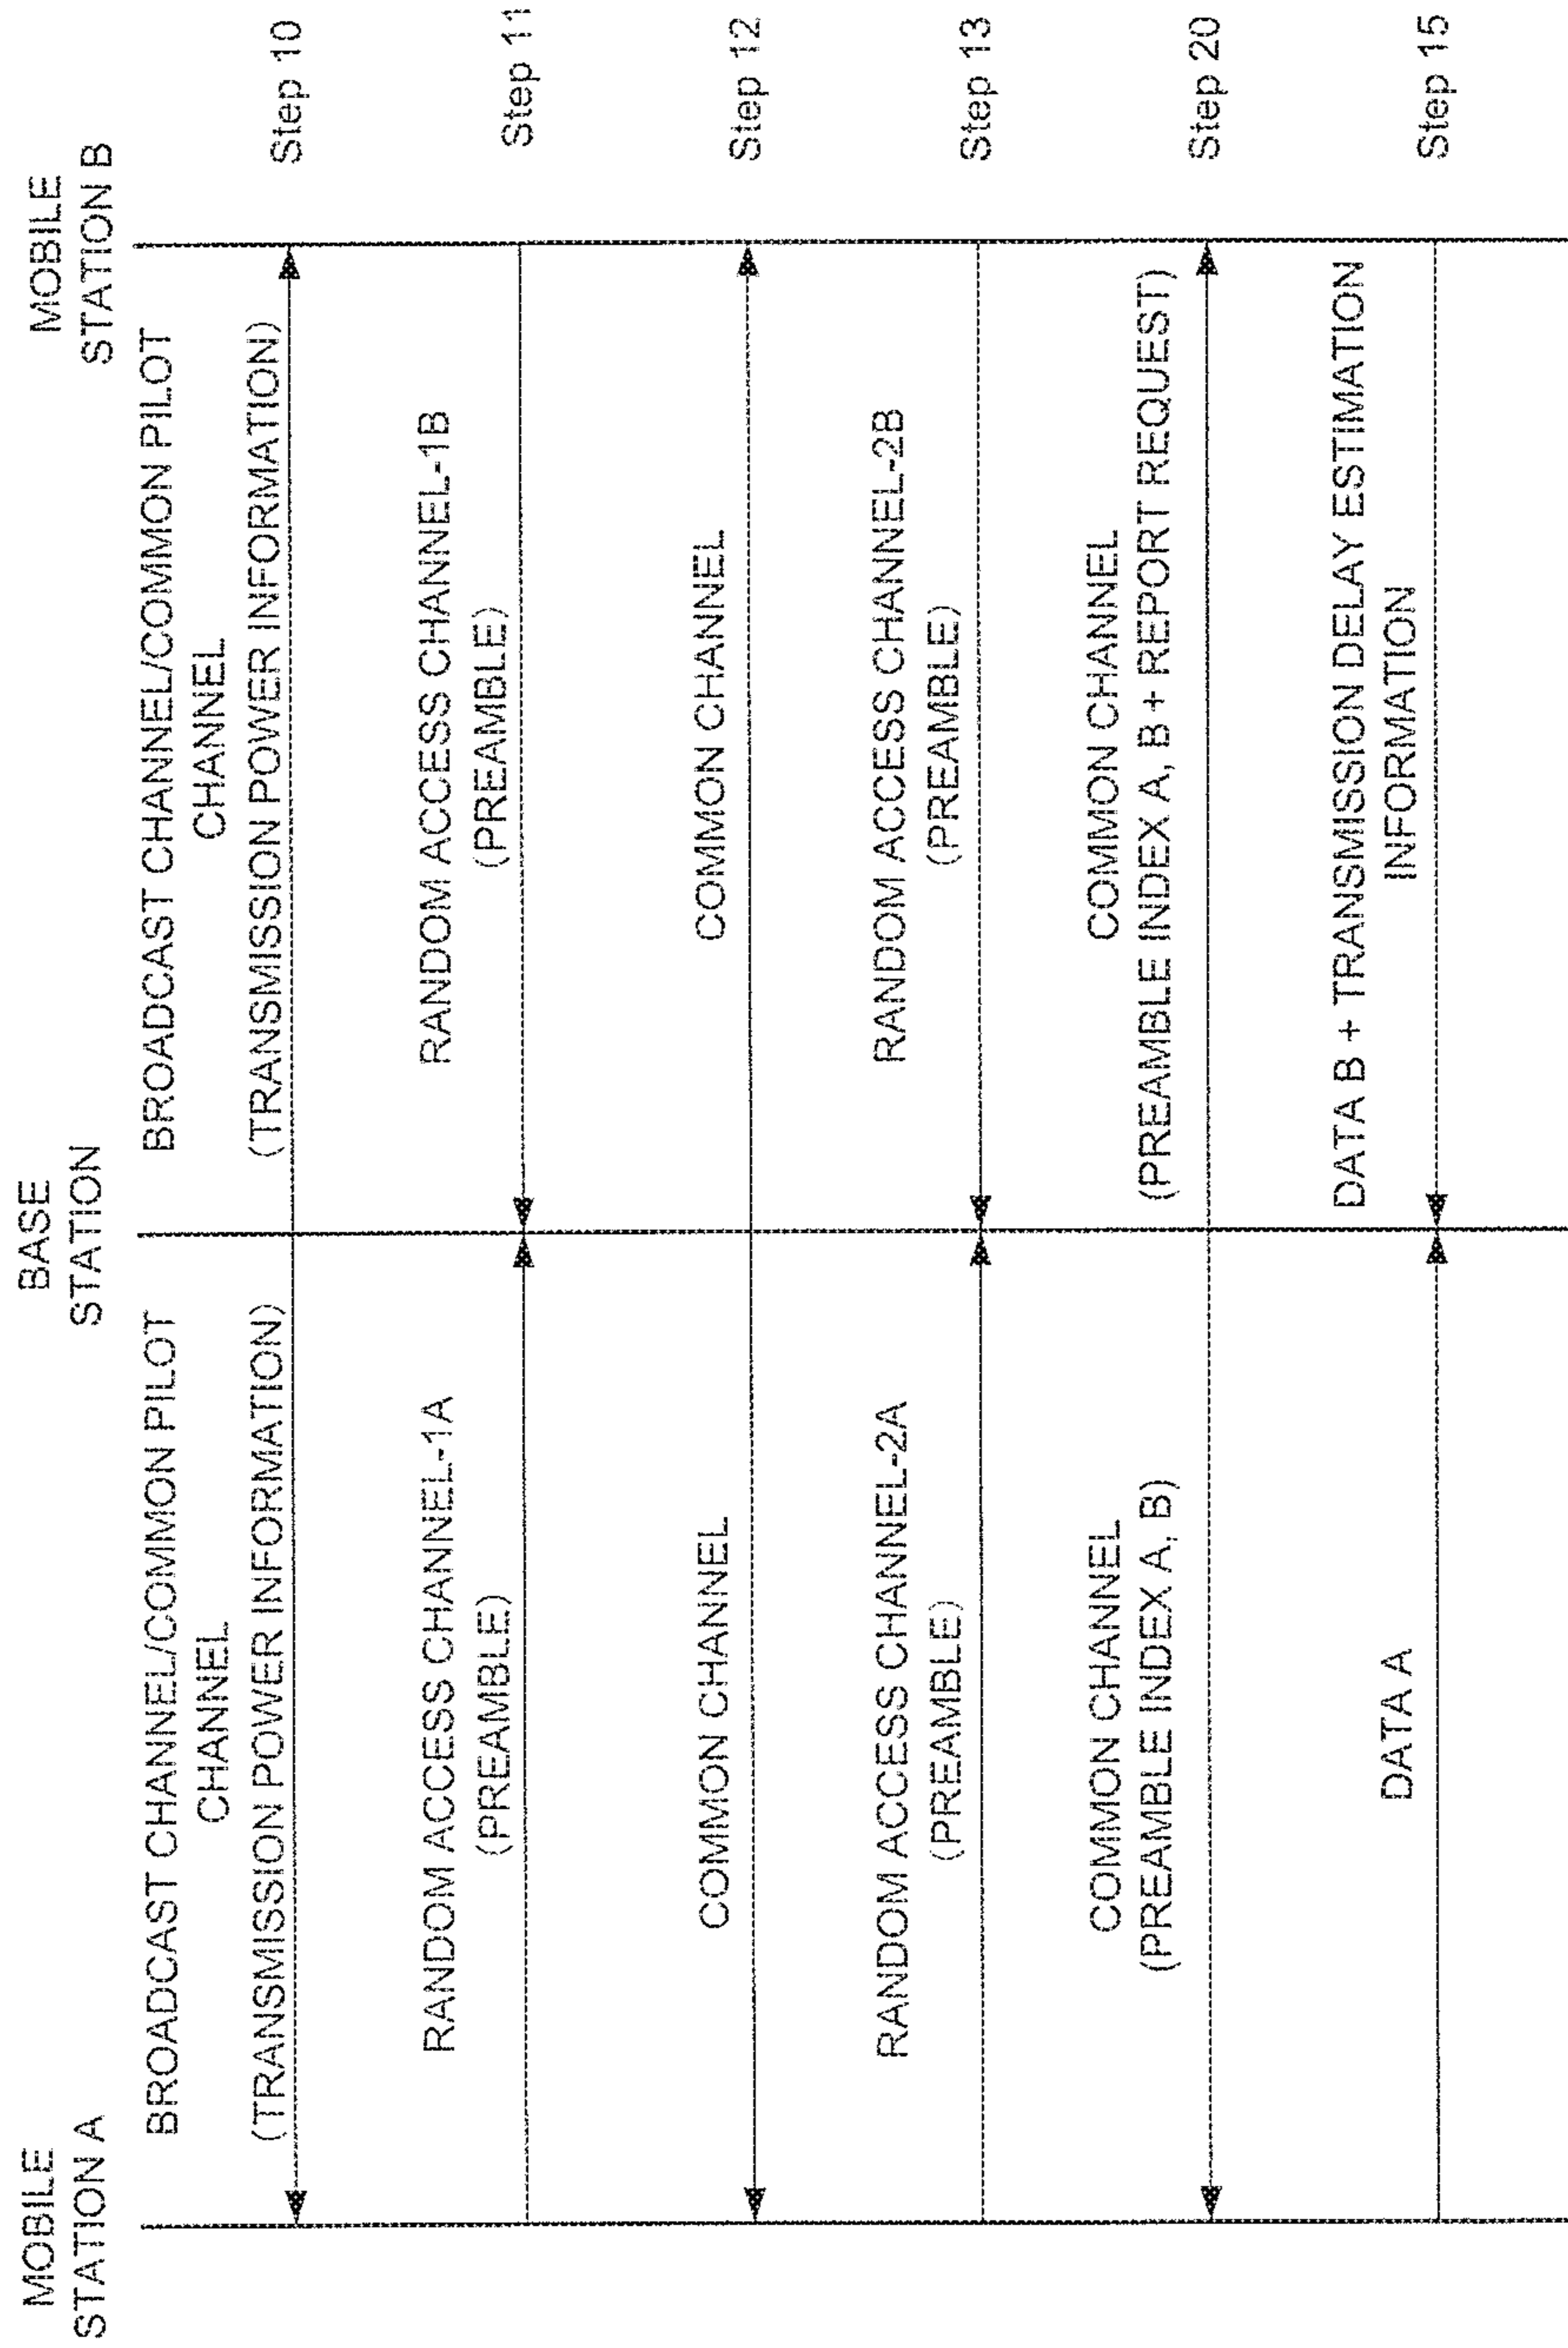 MOBILE
STATION A
BASE
STATION
MOBILE
STATION B
BROADCAST CHANNEL/COMMON PILOT
CHANNEL
(TRANSMISSION POWER INFORMATION)
BROADCAST CHANNEL/COMMON PILOT
CHANNEL
(TRANSMISSION POWER INFORMATION)
Step 10
RANDOM ACCESS CHANNEL-1A
(PREAMBLE)
RANDOM ACCESS CHANNEL-1B
(PREAMBLE)
Step 11
COMMON CHANNEL
COMMON CHANNEL
Step 12
RANDOM ACCESS CHANNEL-2A
(PREAMBLE)
RANDOM ACCESS CHANNEL-2B
(PREAMBLE)
Step 13
COMMON CHANNEL
(PREAMBLE INDEX A, B)
COMMON CHANNEL
(PREAMBLE INDEX A, B + REPORT REQUEST)
Step 20
DATA A
DATA B + TRANSMISSION DELAY ESTIMATION
INFORMATION
Step 15